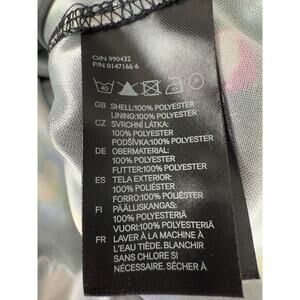 O/N 990432
P/N 0147166 6
40
GB SHELL:100% POLYESTER
LINING:100% POLYESTER
CZ SVRCHNÍ LÁTKA:
100% POLYESTER
PODŠÍVKA:100% POLYESTER
DE OBERMATERIAL:
100% POLYESTER
FUTTER:100% POLYESTER
ES TELA EXTERIOR:
100% POLIÉSTER
FORRO:100% POLIÉSTER
FI PÄÄLLISKANGAS:
100% POLYESTERIÄ
VUORI:100% POLYESTERIÄ
FR LAVER À LA MACHINE À
L'EAU TIÈDE. BLANCHIR
SANS CHLORE SI
NÉCESSAIRE. SÉCHER À